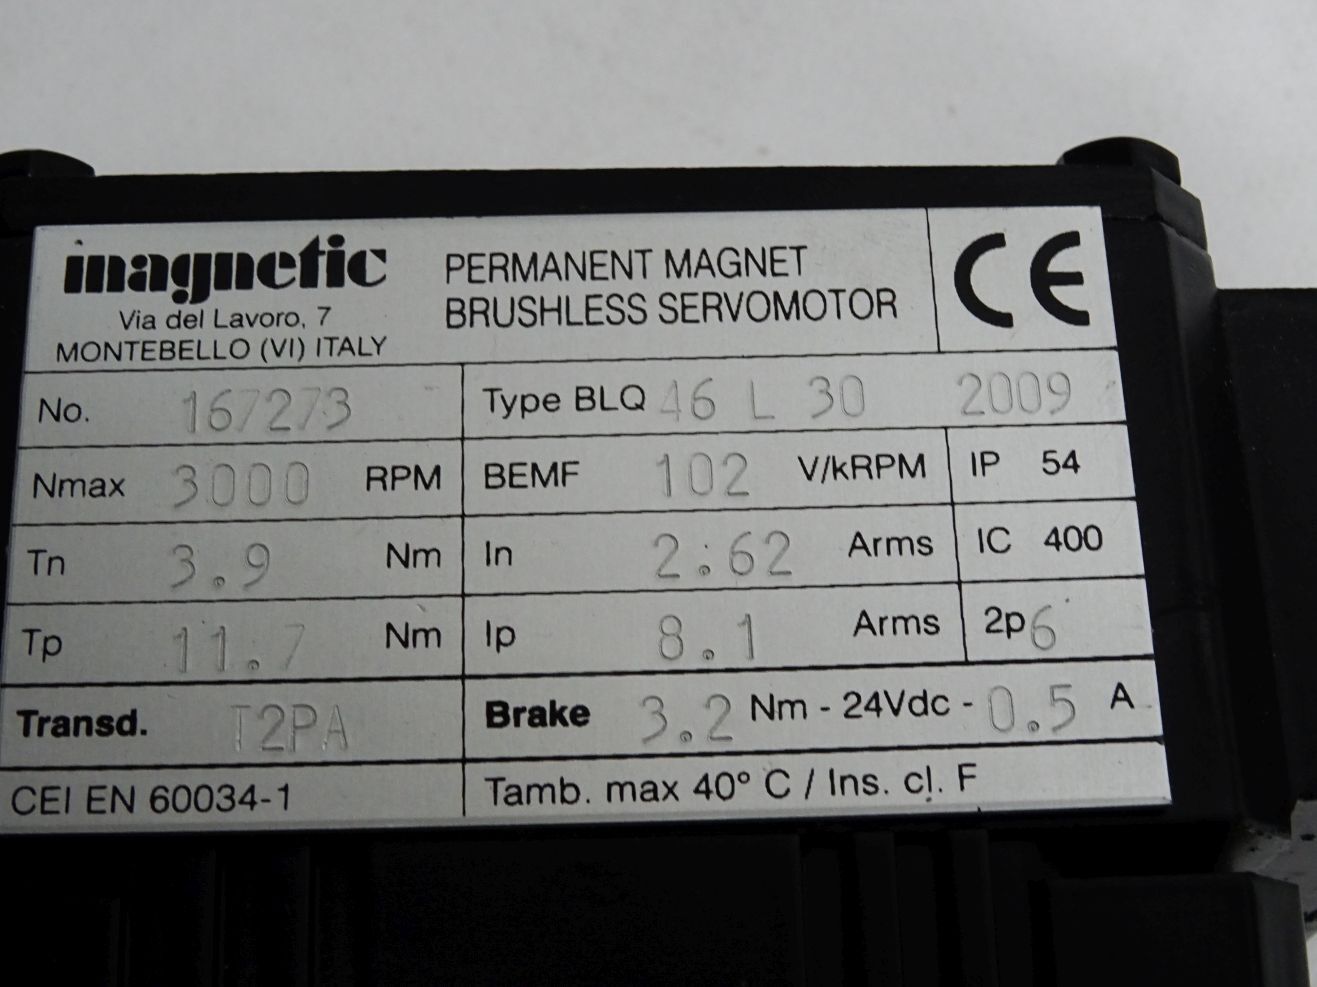 magnetic
Via del Lavoro, 7
MONTEBELLO (VI) ITALY
PERMANENT MAGNET
BRUSHLESS SERVOMOTOR
CE
No. 167273
Type BLQ 46 L 30 2009
Nmax 3000 RPM
BEMF 102 V/kRPM
IP 54
Tn 3.9 Nm
In 2.62 Arms
IC 400
Tp 11.7 Nm
Ip 8.1 Arms
2p 6
Transd. T2PA
Brake 3.2 Nm - 24Vdc - 0.5 A
CEI EN 60034-1
Tamb. max 40° C / Ins. cl. F